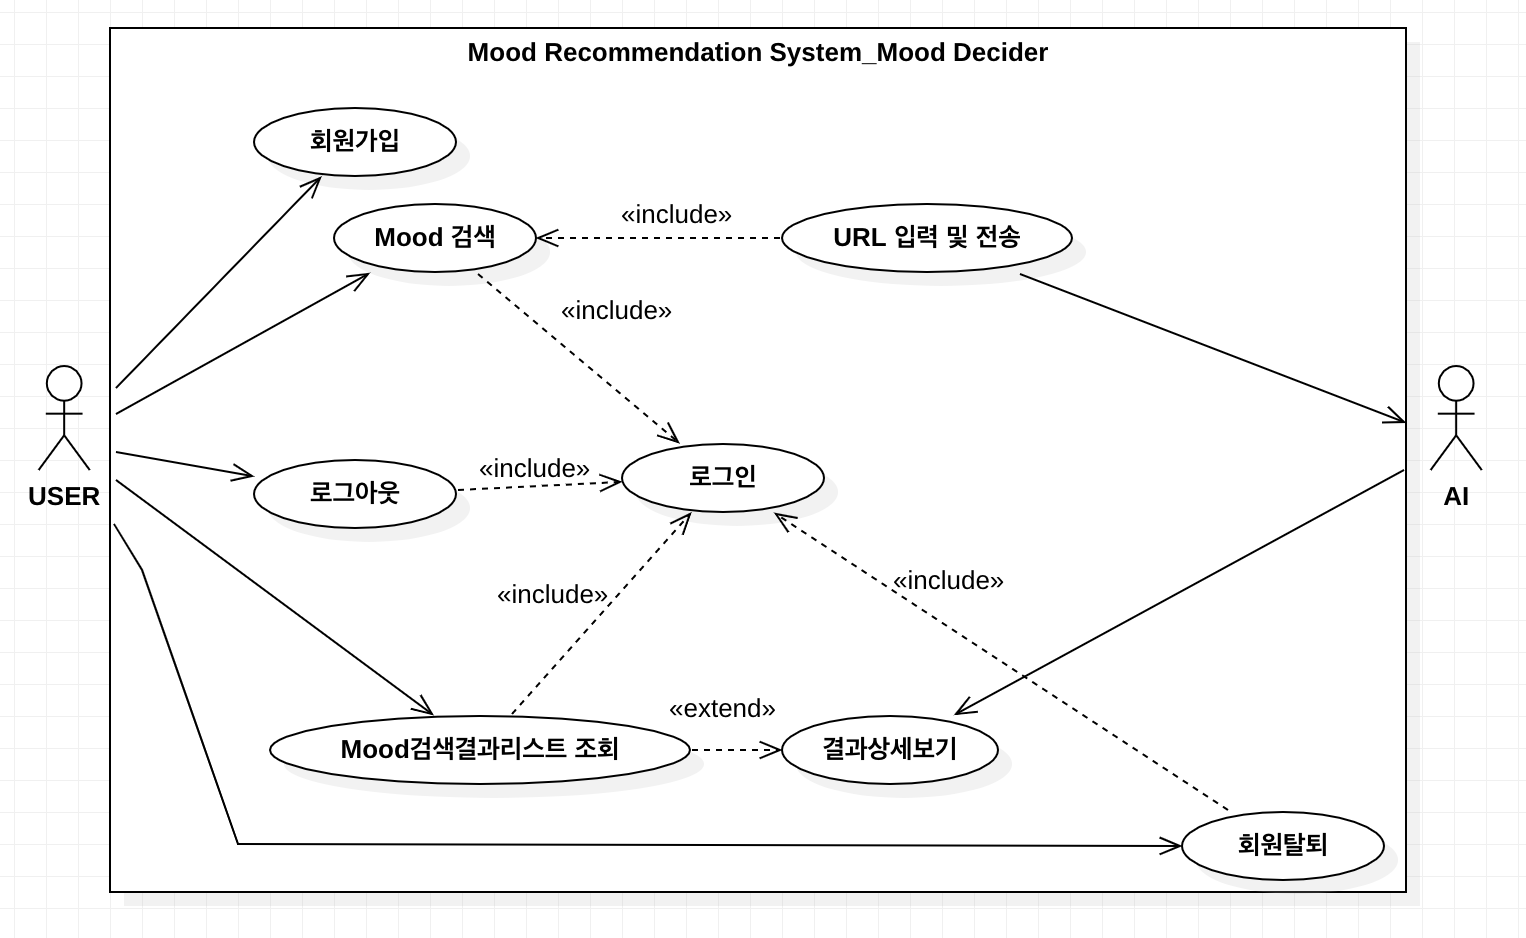 Mood Recommendation System_Mood Decider
회원가입
Mood 검색
«include»
URL 입력 및 전송
«include»
USER
로그아웃
«include»
로그인
AI
«include»
«include»
Mood검색결과리스트 조회
«extend»
결과상세보기
회원탈퇴